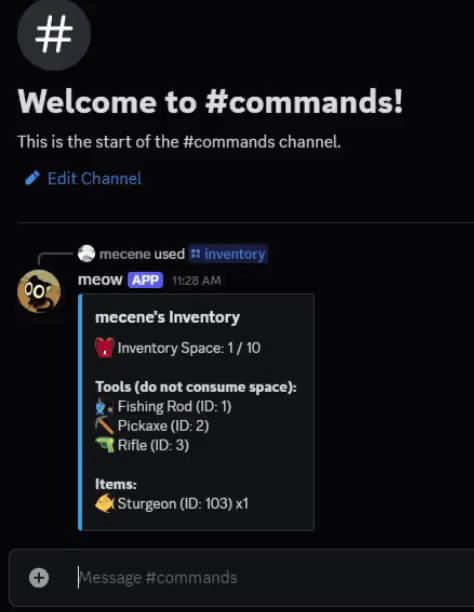 #
Welcome to #commands!
This is the start of the #commands channel.
Edit Channel
mecene used inventory
meow APP 11:28 AM
mecene's Inventory
Inventory Space: 1 / 10
Tools (do not consume space):
Fishing Rod (ID: 1)
Pickaxe (ID: 2)
Rifle (ID: 3)
Items:
Sturgeon (ID: 103) x1
Message #commands